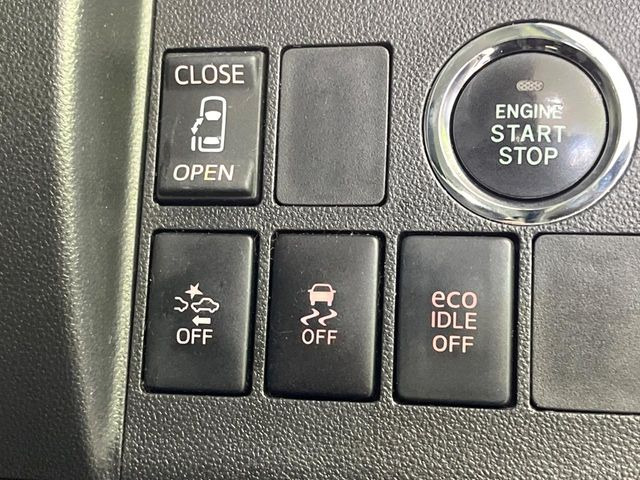 CLOSE
OPEN
ENGINE
START
STOP
OFF
OFF
eco
IDLE
OFF